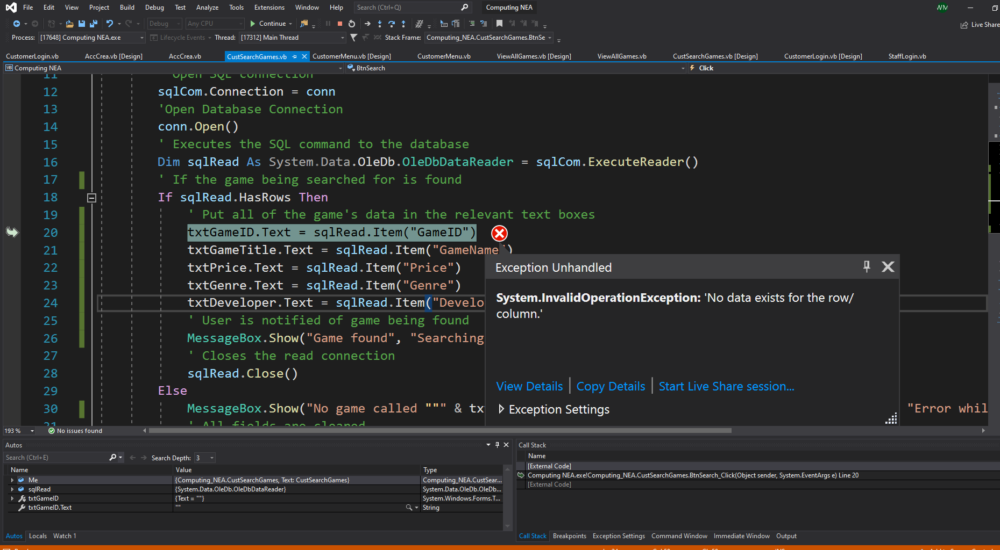 File Edit View Project Build Debug Test Analyze Tools Extensions Window Help Search (Ctrl+Q) Computing NEA WM
Debug Any CPU Continue Live Share
Process: [17648] Computing NEA.exe Lifecycle Events Thread: [17312] Main Thread Stack Frame: Computing_NEA.CustSearchGames.BtnSe
CustomerLogin.vb AccCrea.vb [Design] AccCrea.vb CustSearchGames.vb CustomerMenu.vb [Design] CustomerMenu.vb ViewAllGames.vb [Design] ViewAllGames.vb CustSearchGames.vb [Design] CustomerLogin.vb [Design] StaffLogin.vb
VB Computing NEA BtnSearch Click
11 Open SQL connection
12 sqlCom.Connection = conn
13 'Open Database Connection
14 conn.Open()
15 ' Executes the SQL command to the database
16 Dim sqlRead As System.Data.OleDb.OleDbDataReader = sqlCom.ExecuteReader()
17 ' If the game being searched for is found
18 If sqlRead.HasRows Then
19 ' Put all of the game's data in the relevant text boxes
20 txtGameID.Text = sqlRead.Item("GameID")
21 txtGameTitle.Text = sqlRead.Item("GameName")
22 txtPrice.Text = sqlRead.Item("Price")
23 txtGenre.Text = sqlRead.Item("Genre")
24 txtDeveloper.Text = sqlRead.Item("Develo
25 ' User is notified of game being found
26 MessageBox.Show("Game found", "Searching
27 ' Closes the read connection
28 sqlRead.Close()
29 Else
30 MessageBox.Show("No game called """ & tx "Error whil
31 ' All fields are cleared
Exception Unhandled
System.InvalidOperationException: 'No data exists for the row/
column.'
View Details | Copy Details | Start Live Share session...
Exception Settings
193 % No issues found
Autos
Search (Ctrl+E) Search Depth: 3
Name Value Type
Me {Computing_NEA.CustSearchGames, Text: CustSearchGames} Computing_NEA.CustSear...
sqlRead {System.Data.OleDb.OleDbDataReader} System.Data.OleDb.OleDb...
txtGameID {Text = ""} System.Windows.Forms.T...
txtGameID.Text "" String
Autos Locals Watch 1
Call Stack
Name
[External Code]
Computing NEA.exe!Computing_NEA.CustSearchGames.BtnSearch_Click(Object sender, System.EventArgs e) Line 20
[External Code]
Call Stack Breakpoints Exception Settings Command Window Immediate Window Output